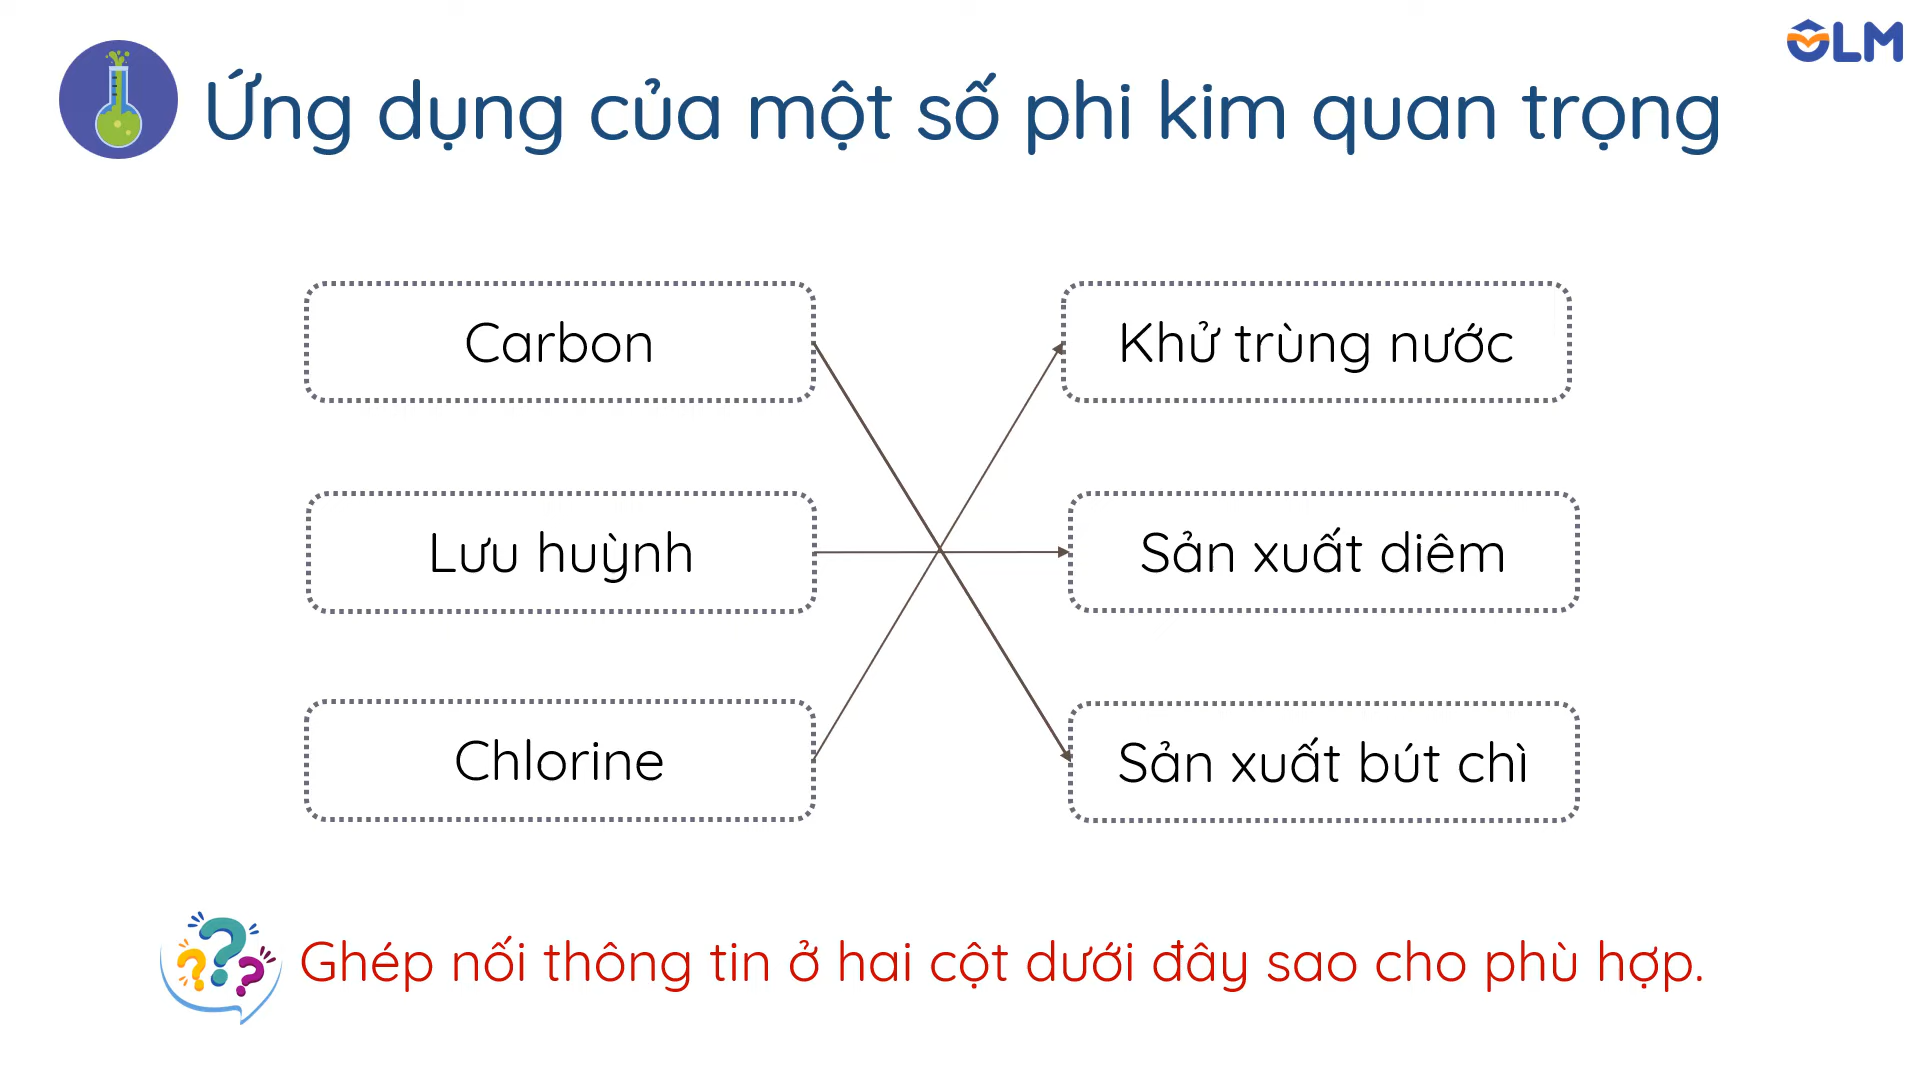 OLM
Ứng dụng của một số phi kim quan trọng
Carbon
Khử trùng nước
Lưu huỳnh
Sản xuất diêm
Chlorine
Sản xuất bút chì
???
Ghép nối thông tin ở hai cột dưới đây sao cho phù hợp.